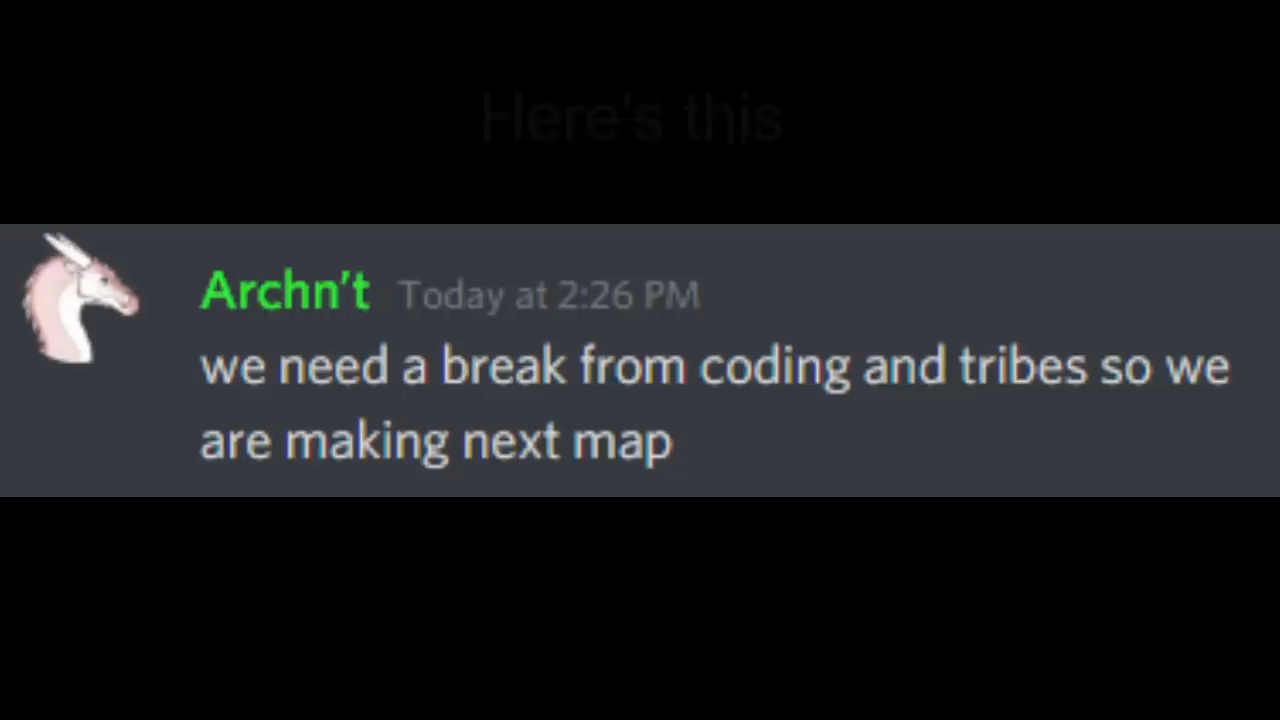 Here's this
Archn't Today at 2:26 PM
we need a break from coding and tribes so we
are making next map